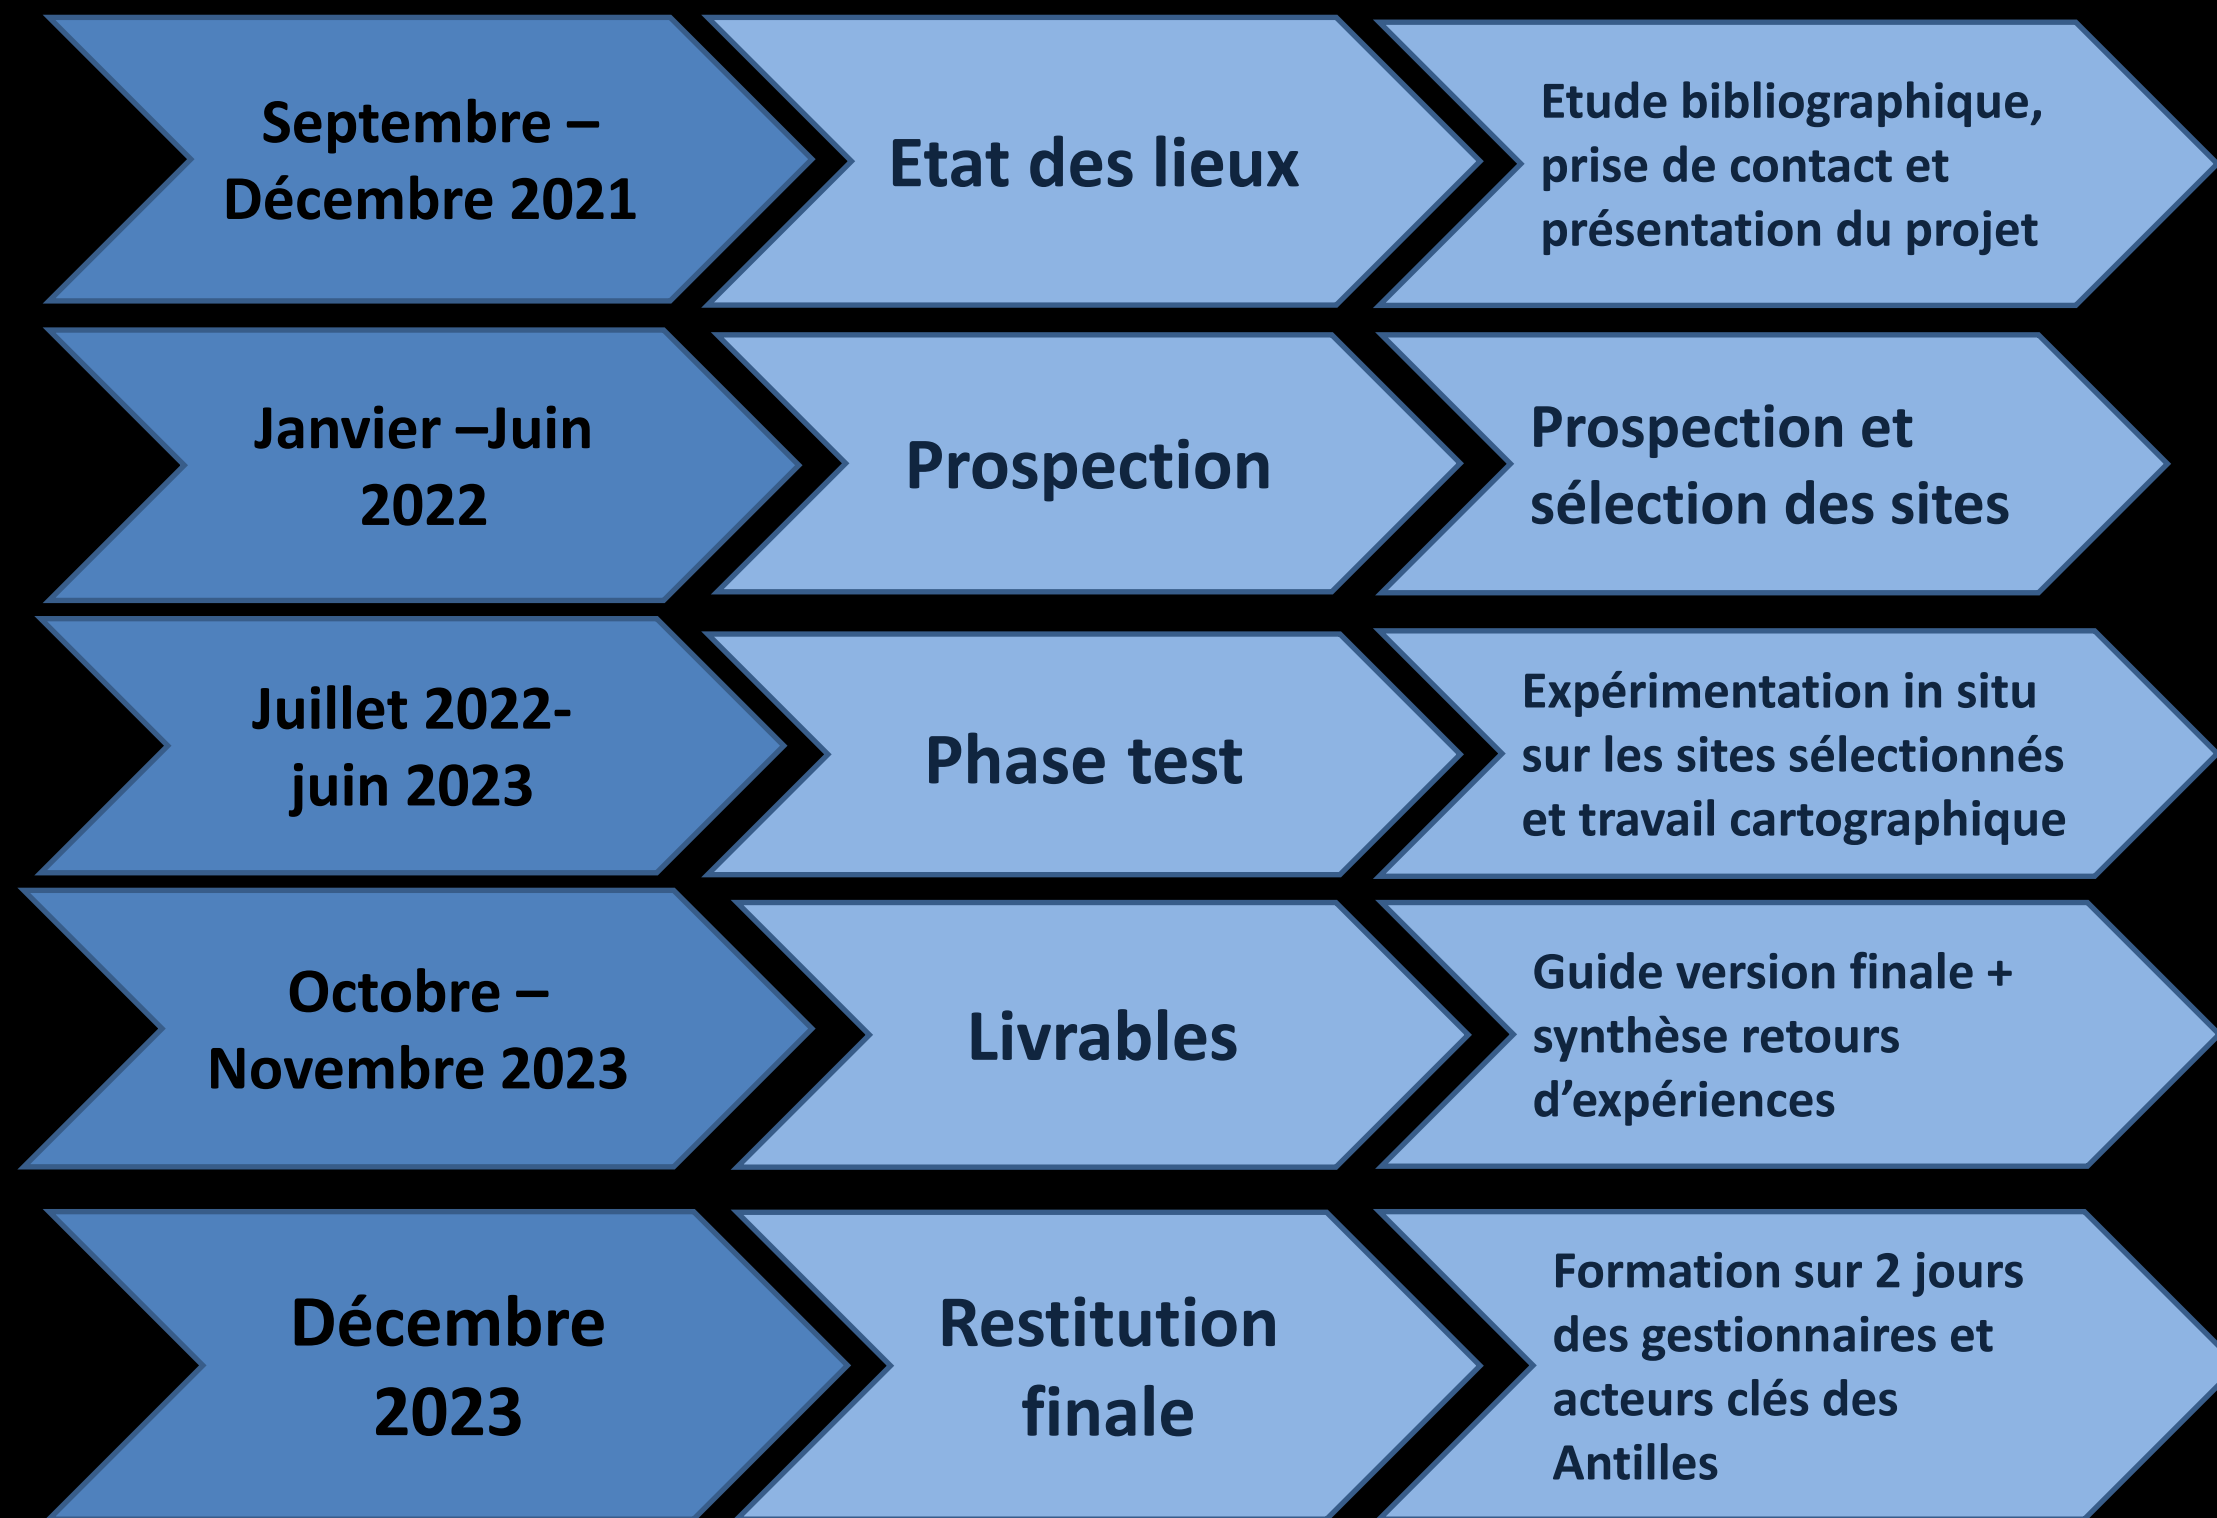 Septembre –
Décembre 2021
Etat des lieux
Etude bibliographique,
prise de contact et
présentation du projet
Janvier –Juin
2022
Prospection
Prospection et
sélection des sites
Juillet 2022-
juin 2023
Phase test
Expérimentation in situ
sur les sites sélectionnés
et travail cartographique
Octobre –
Novembre 2023
Livrables
Guide version finale +
synthèse retours
d’expériences
Décembre
2023
Restitution
finale
Formation sur 2 jours
des gestionnaires et
acteurs clés des
Antilles